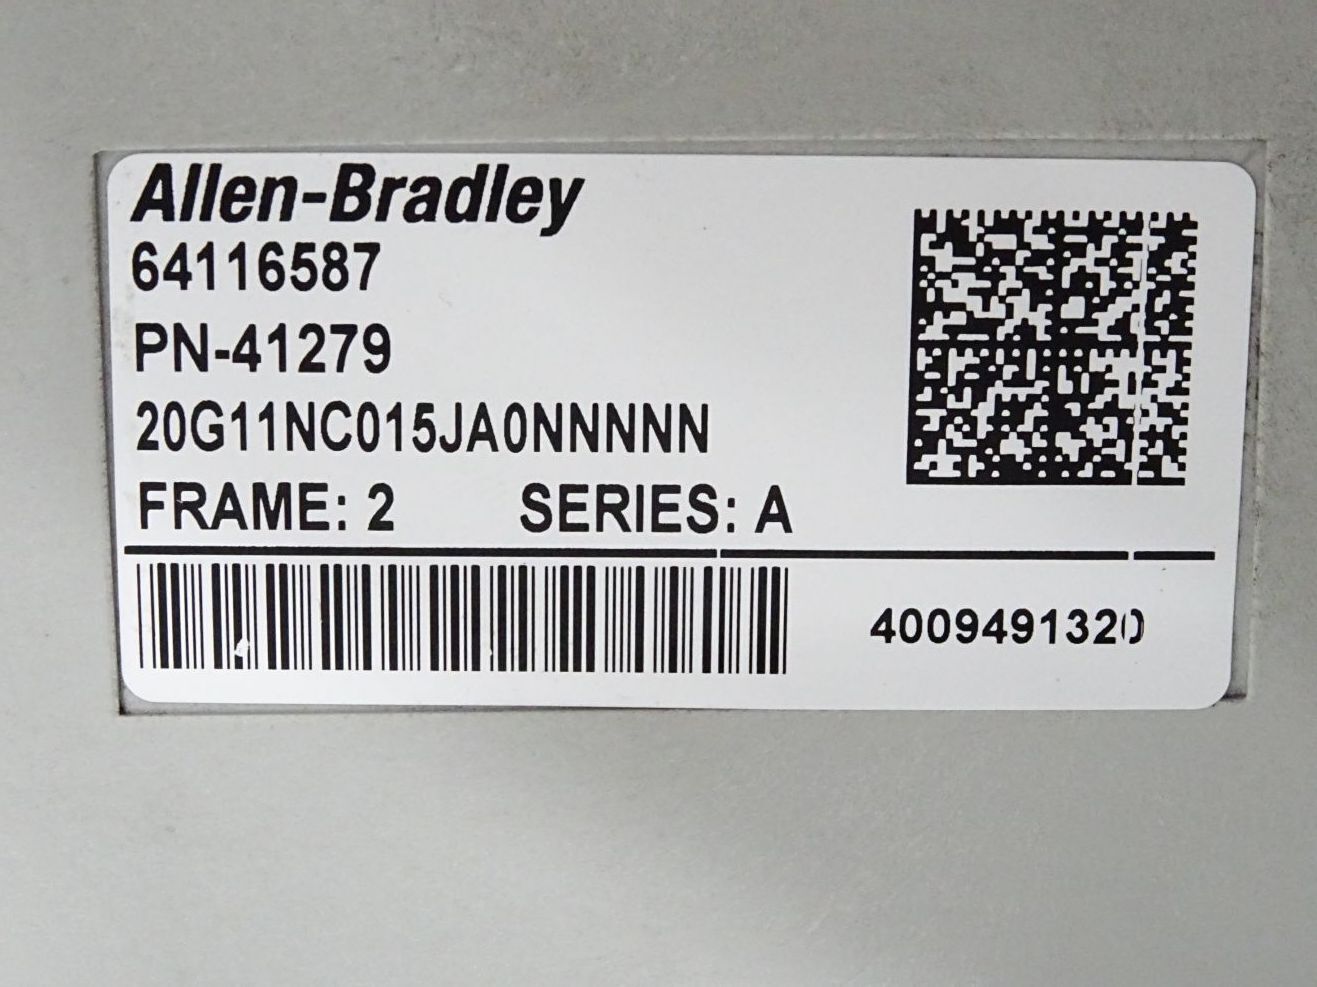 Allen-Bradley
64116587
PN-41279
20G11NC015JA0NNNNN
FRAME: 2 SERIES: A
4009491320